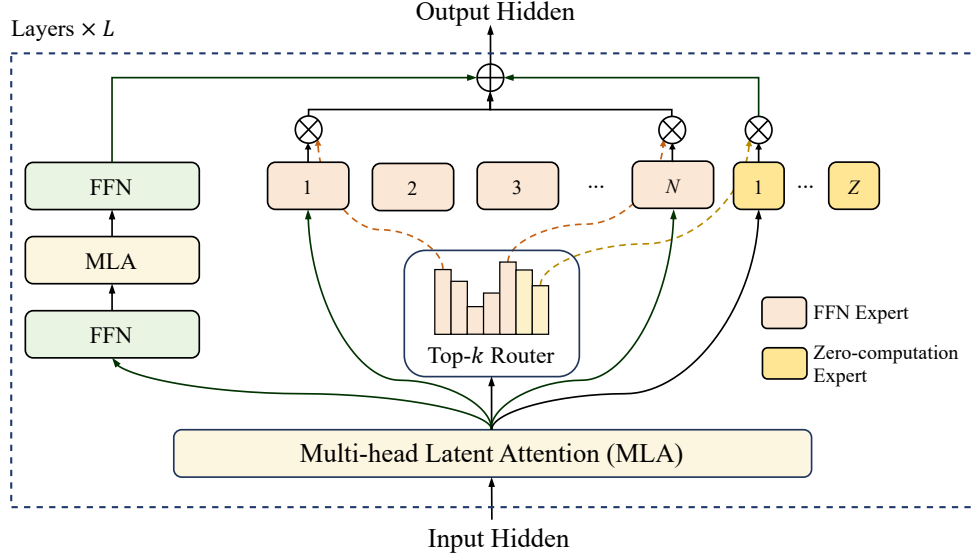 Output Hidden
Layers × L
FFN
1
2
3
...
N
1
...
Z
MLA
FFN
Top-k Router
FFN Expert
Zero-computation
Expert
Multi-head Latent Attention (MLA)
Input Hidden